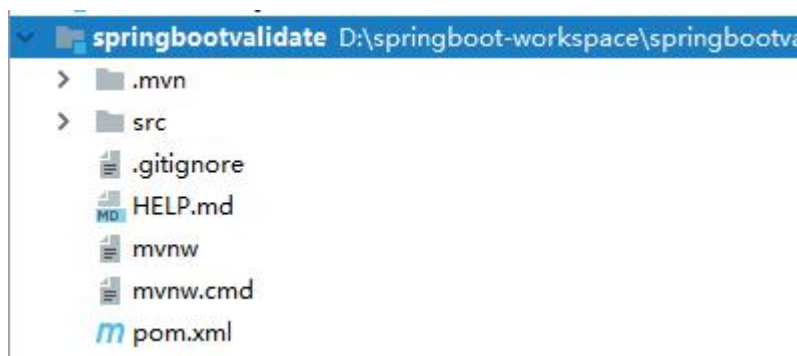 springbootvalidate D:\springboot-workspace\springbootva
.mvn
src
.gitignore
MD HELP.md
mvnw
mvnw.cmd
m pom.xml